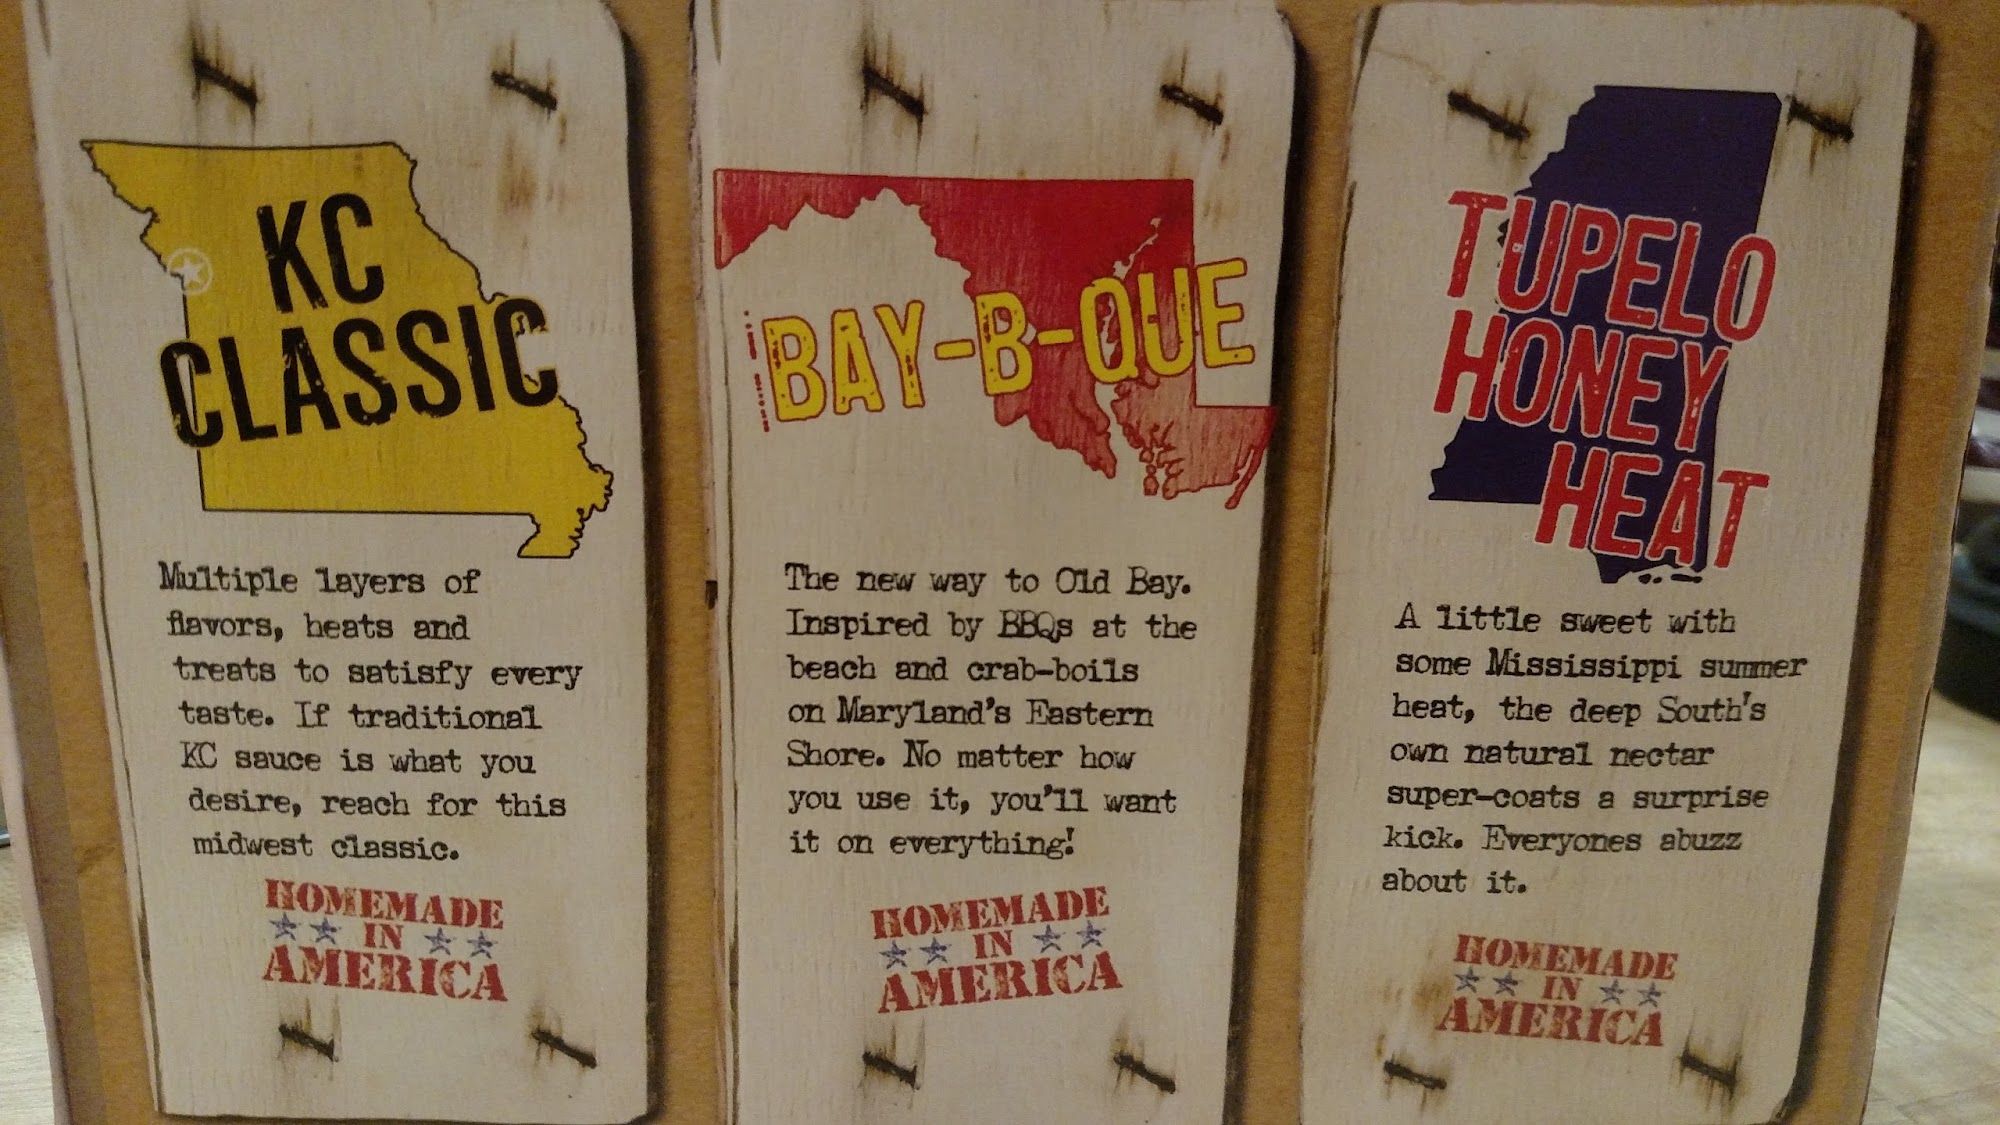 KC
CLASSIC
Multiple layers of
flavors, heats and
treats to satisfy every
taste. If traditional
KC sauce is what you
desire, reach for this
midwest classic.
HOMEMADE
IN
AMERICA
BAY-B-QUE
The new way to Old Bay.
Inspired by BBQs at the
beach and crab-boils
on Maryland's Eastern
Shore. No matter how
you use it, you'll want
it on everything!
HOMEMADE
IN
AMERICA
TUPELO
HONEY
HEAT
A little sweet with
some Mississippi summer
heat, the deep South's
own natural nectar
super-coats a surprise
kick. Everyones abuzz
about it.
HOMEMADE
IN
AMERICA